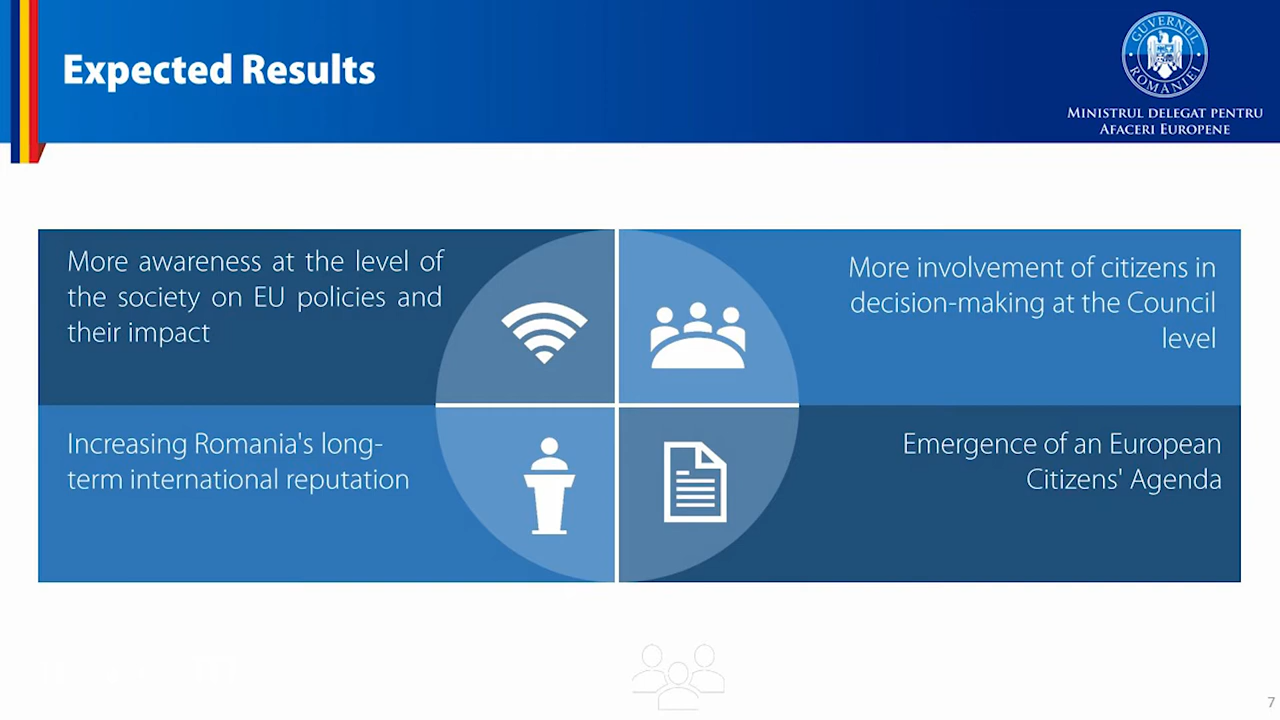 Expected Results
GUVERNUL
ROMÂNIEI
MINISTRUL DELEGAT PENTRU
AFACERI EUROPENE
More awareness at the level of
the society on EU policies and
their impact
More involvement of citizens in
decision-making at the Council
level
Increasing Romania's long-
term international reputation
Emergence of an European
Citizens' Agenda
7